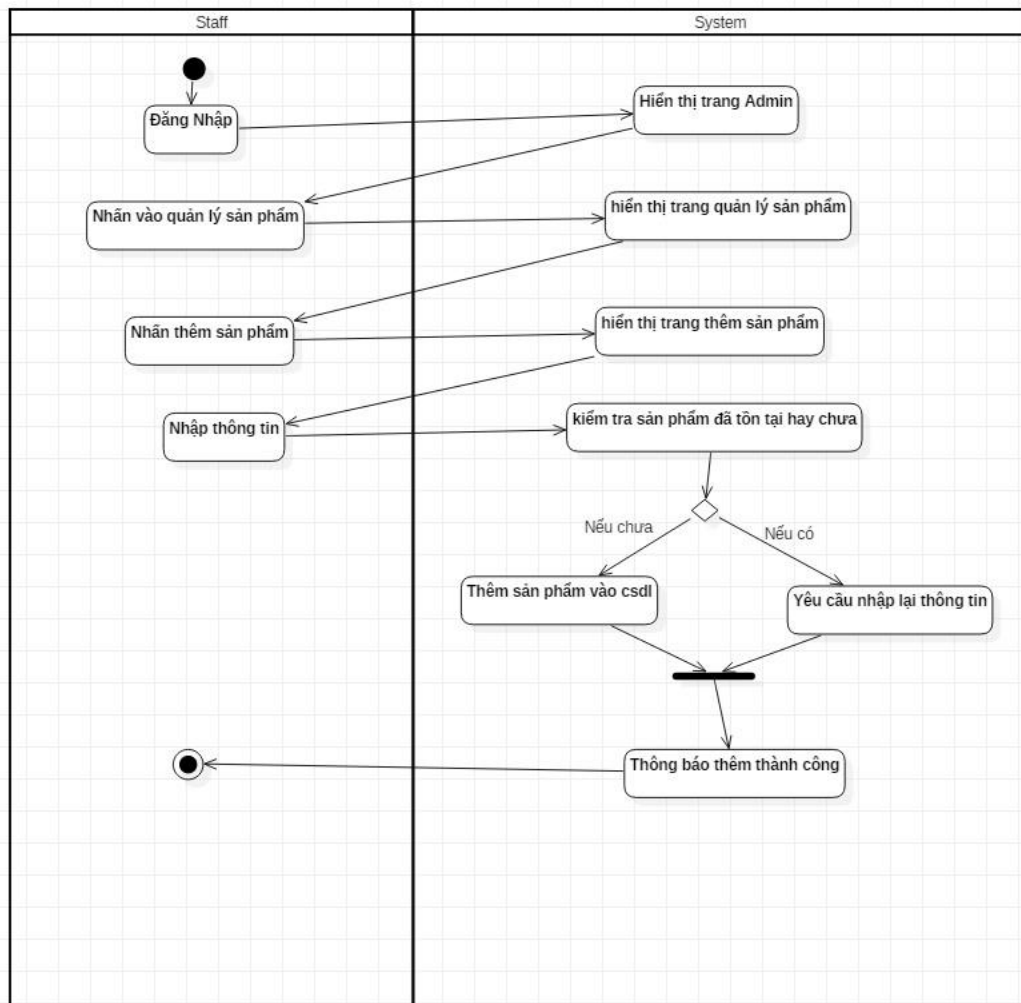 Staff
System
Đăng Nhập
Hiển thị trang Admin
Nhấn vào quản lý sản phẩm
hiển thị trang quản lý sản phẩm
Nhấn thêm sản phẩm
hiển thị trang thêm sản phẩm
Nhập thông tin
kiểm tra sản phẩm đã tồn tại hay chưa
Nếu chưa
Nếu có
Thêm sản phẩm vào csdl
Yêu cầu nhập lại thông tin
Thông báo thêm thành công